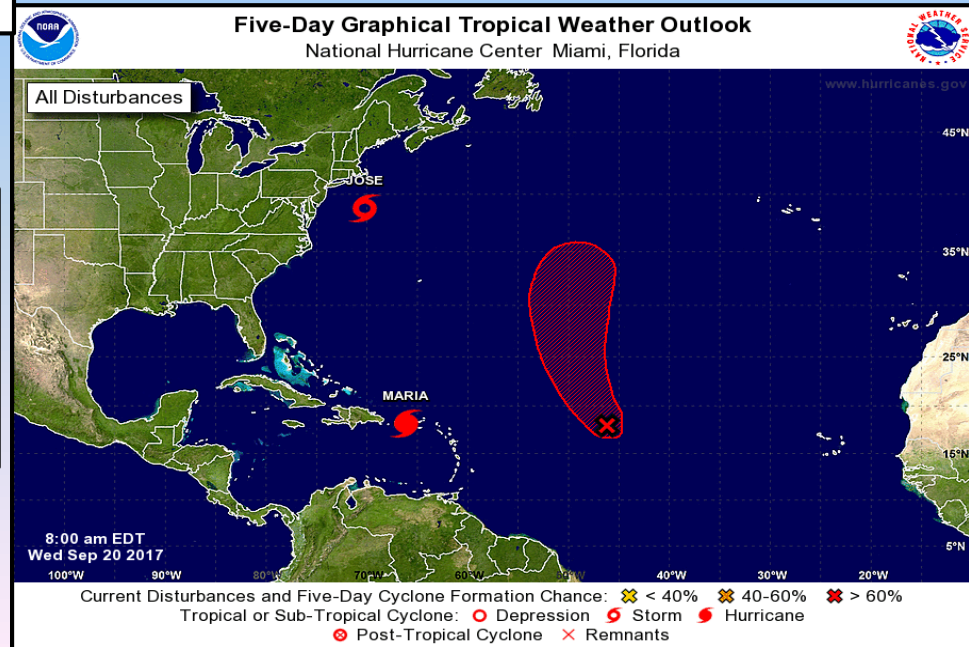 Five-Day Graphical Tropical Weather Outlook
National Hurricane Center Miami, Florida
NOAA
All Disturbances
www.hurricanes.gov
45°N
JOSE
35°N
25°N
MARIA
15°N
8:00 am EDT
Wed Sep 20 2017
5°N
100°W 90°W 80°W 70°W 60°W 50°W 40°W 30°W 20°W
Current Disturbances and Five-Day Cyclone Formation Chance: < 40% 40-60% > 60%
Tropical or Sub-Tropical Cyclone: Depression Storm Hurricane
Post-Tropical Cyclone Remnants